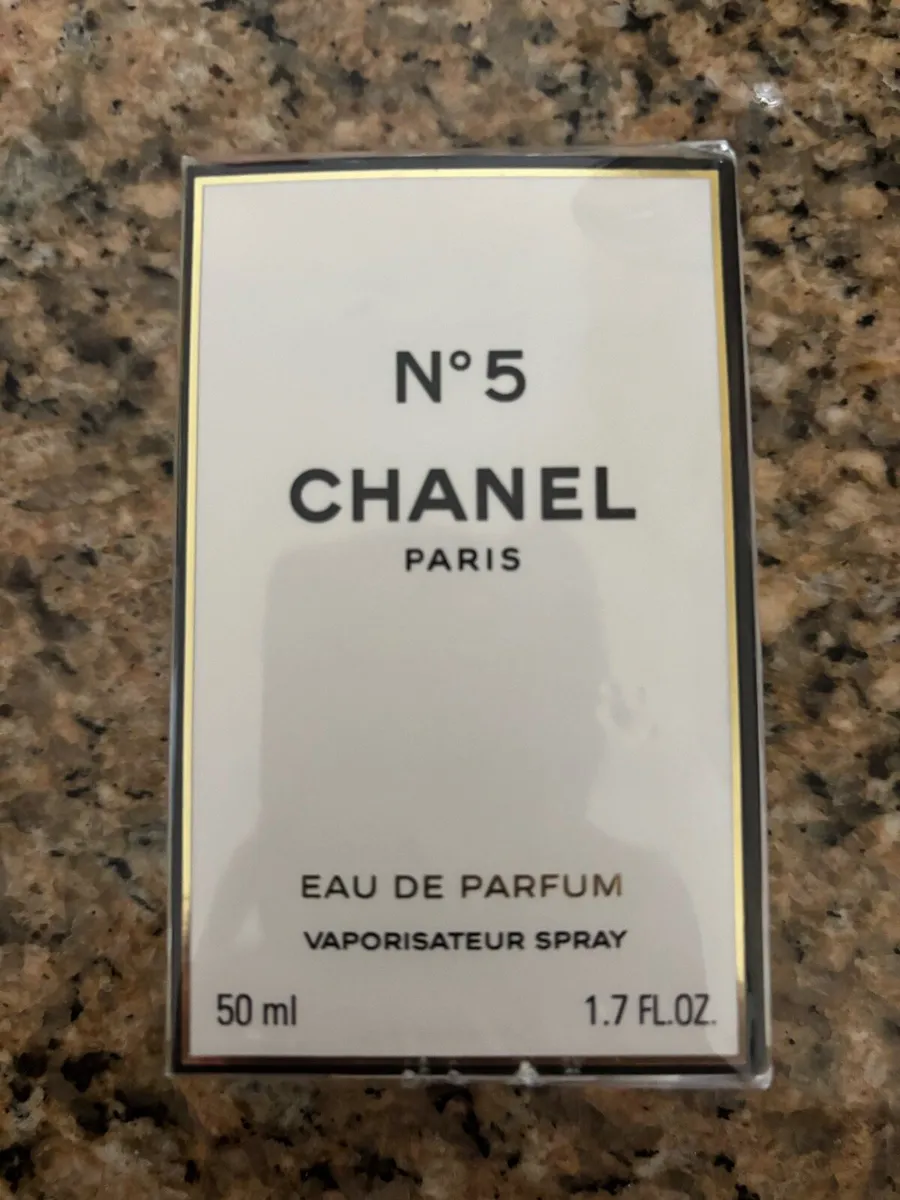 N°5
CHANEL
PARIS
EAU DE PARFUM
VAPORISATEUR SPRAY
50 ml 1.7 FL.OZ.